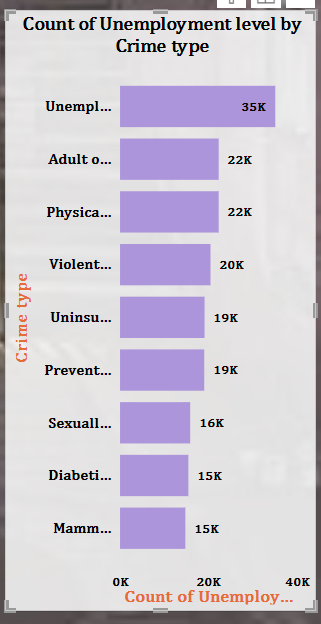 Count of Unemployment level by
Crime type
Unempl... 35K
Adult o... 22K
Physica... 22K
Violent... 20K
Uninsu... 19K
Prevent... 19K
Sexuall... 16K
Diabeti... 15K
Mamm... 15K
Crime type
0K 20K 40K
Count of Unemploy...